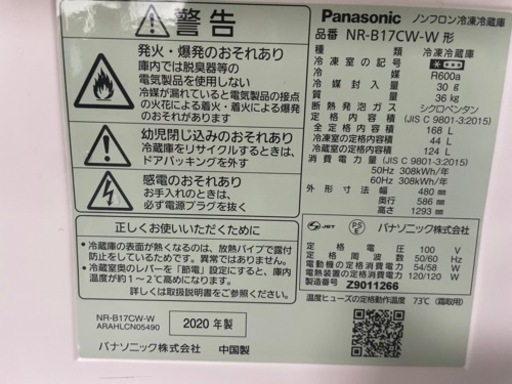 警告
発火・爆発のおそれあり
庫内では脱臭器等の
電気製品を使用しない
冷媒が漏れていると電気製品の接点
の火花による着火・着火・爆発
のおそれあり
幼児閉じ込みのおそれあり
冷蔵庫をリサイクルするときは、
ドアパッキングを外す
感電のおそれあり
お手入れのときは、
必ず電源プラグを抜く
正しくお使いいただくために
•冷蔵庫の表面が熱くなるのは、放熱パイプで露付
防止をしているためで、異常ではありません。
•冷蔵室奥のレバーを「節電」設定にすると、庫内
温度が約1～2℃高めになります。
詳しくは取扱説明書をご覧ください。
NR-B17CW-W
ARAHLCN05490
2020年製
パナソニック株式会社 中国製
Panasonic ノンフロン冷凍冷蔵庫
品番 NR-B17CW-W 形
種類 冷凍冷蔵庫
冷凍室の記号
冷媒 R600a
冷媒封入量 30 g
質量 36 kg
断熱発泡ガス シクロペンタン
定格内容積 (JIS C 9801-3:2015)
全定格内容積 168 L
冷凍室の定格内容積 44 L
冷蔵室の定格内容積 124 L
消費電力量 (JIS C 9801-3:2015)
50Hz 308kWh/年
60Hz 308kWh/年
外形寸法 幅 480 mm
奥行 586 mm
高さ 1293 mm
JET PSE パナソニック株式会社
定格電圧 100 V
定格周波数 50/60 Hz
電動機の定格消費電力 54/58 W
電熱装置の定格消費電力 120/120 W
製造番号 Z9011266
温度ヒューズの定格動作温度 73℃(霜取用)